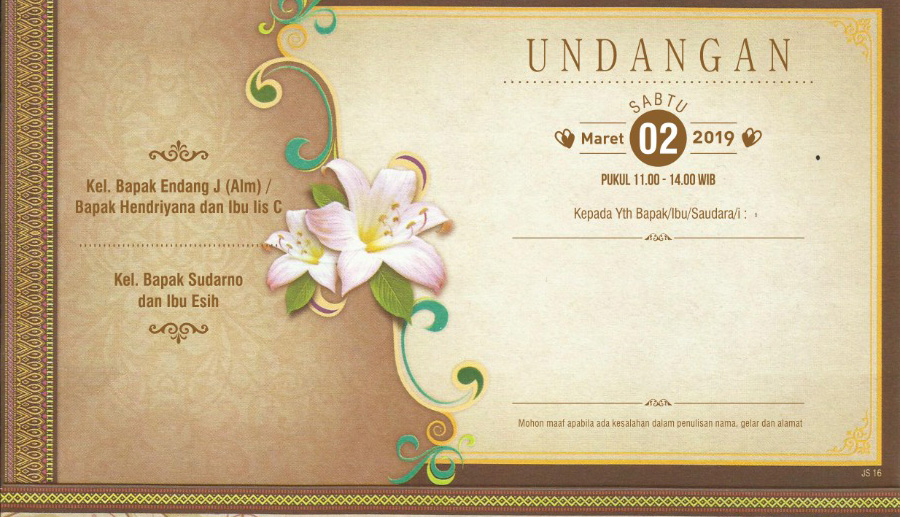 Kel. Bapak Endang J (Alm) /
Bapak Hendriyana dan Ibu Iis C
Kel. Bapak Sudarno
dan Ibu Esih
UNDANGAN
SABTU
Maret 02 2019
PUKUL 11.00 - 14.00 WIB
Kepada Yth Bapak/Ibu/Saudara/i :
Mohon maaf apabila ada kesalahan dalam penulisan nama, gelar dan alamat
JS 16